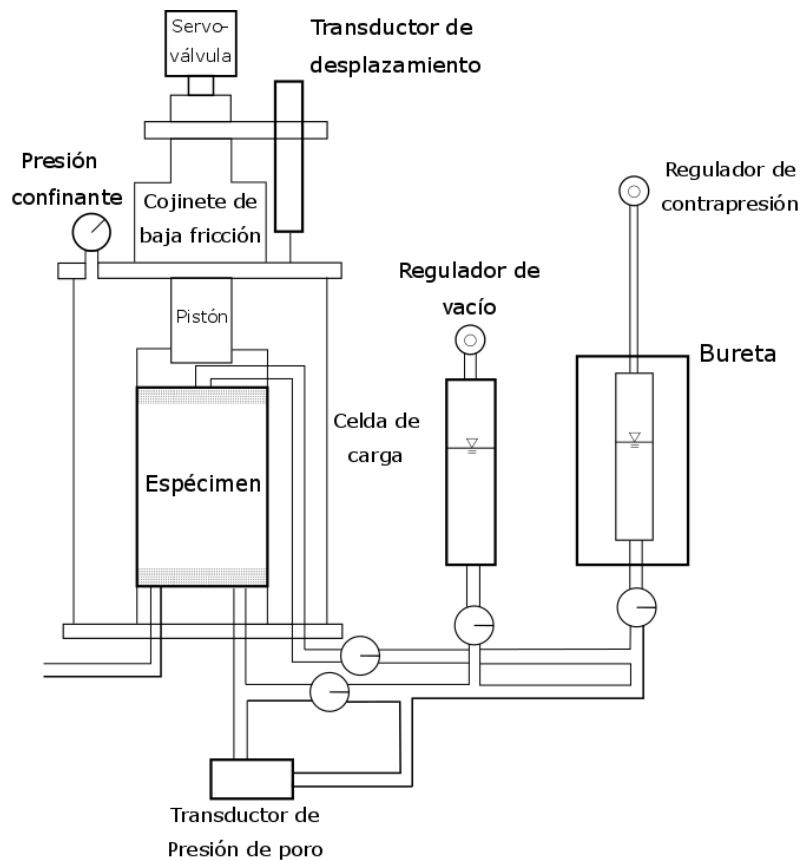 Servo-
válvula
Transductor de
desplazamiento
Presión
confinante
Cojinete de
baja fricción
Regulador de
contrapresión
Regulador de
vacío
Pistón
Bureta
Celda de
carga
Espécimen
Transductor de
Presión de poro